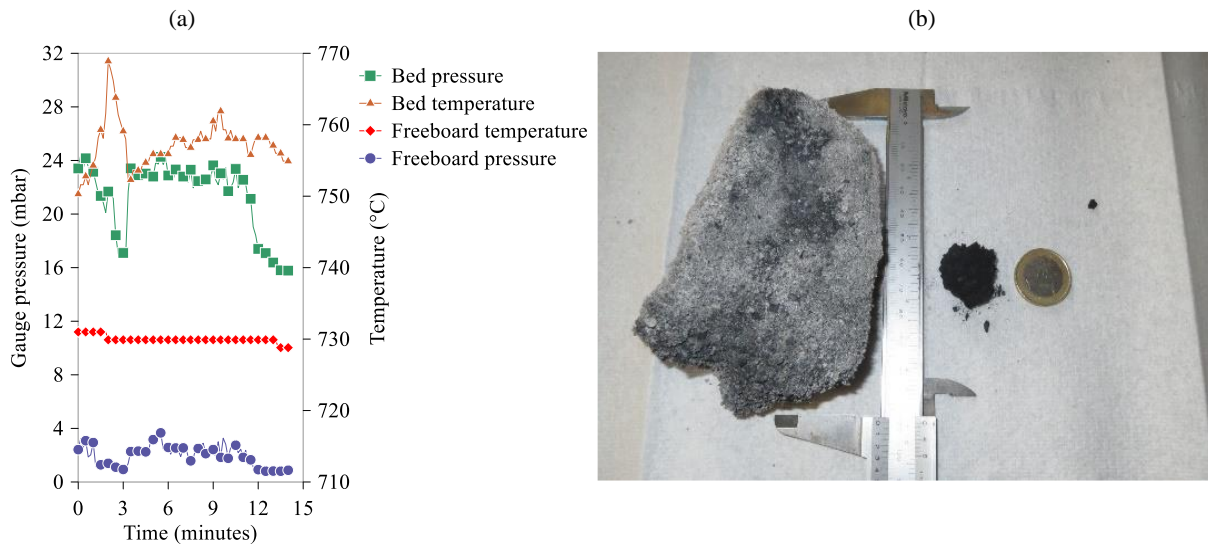 (a)
(b)
32
28
24
20
16
12
8
4
0
Gauge pressure (mbar)
770
760
750
740
730
720
710
Temperature (°C)
0
3
6
9
12
15
Time (minutes)
Bed pressure
Bed temperature
Freeboard temperature
Freeboard pressure